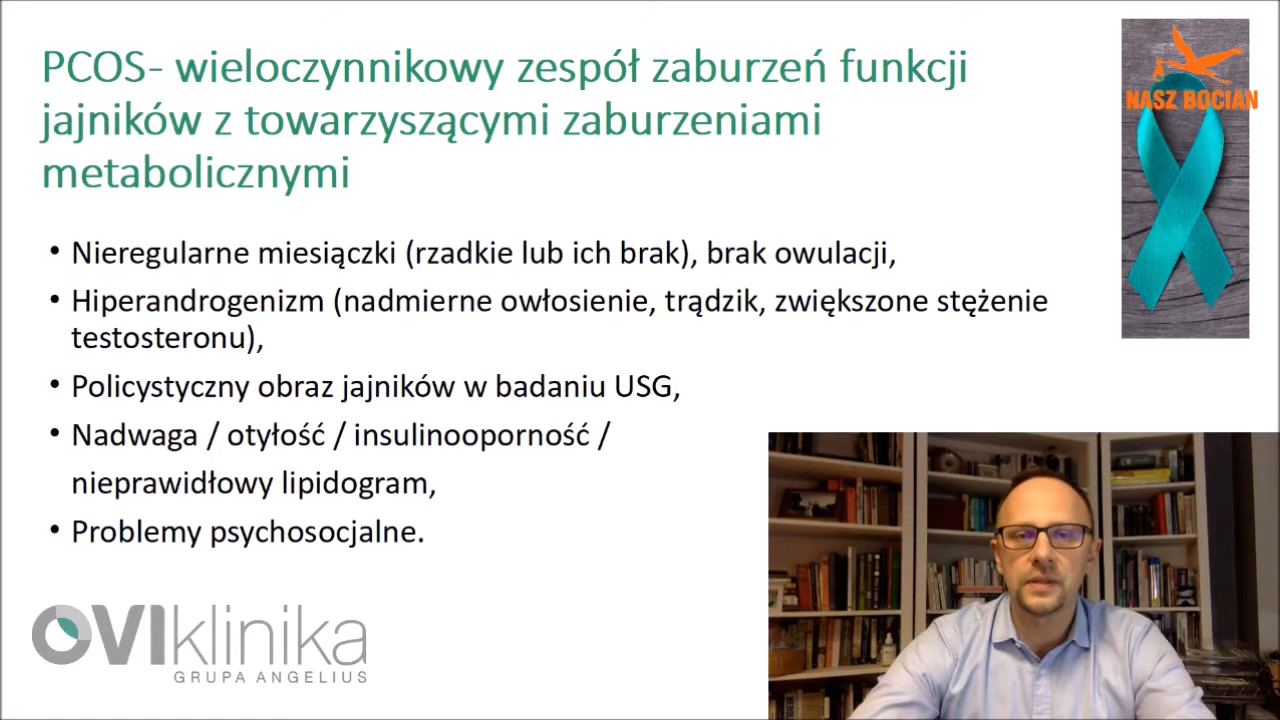 PCOS- wieloczynnikowy zespół zaburzeń funkcji
jajników z towarzyszącymi zaburzeniami
metabolicznymi
NASZ BOCIAN
• Nieregularne miesiączki (rzadkie lub ich brak), brak owulacji,
• Hiperandrogenizm (nadmierne owłosienie, trądzik, zwiększone stężenie
testosteronu),
• Policystyczny obraz jajników w badaniu USG,
• Nadwaga / otyłość / insulinooporność /
nieprawidłowy lipidogram,
• Problemy psychosocjalne.
OVIklinika
GRUPA ANGELIUS